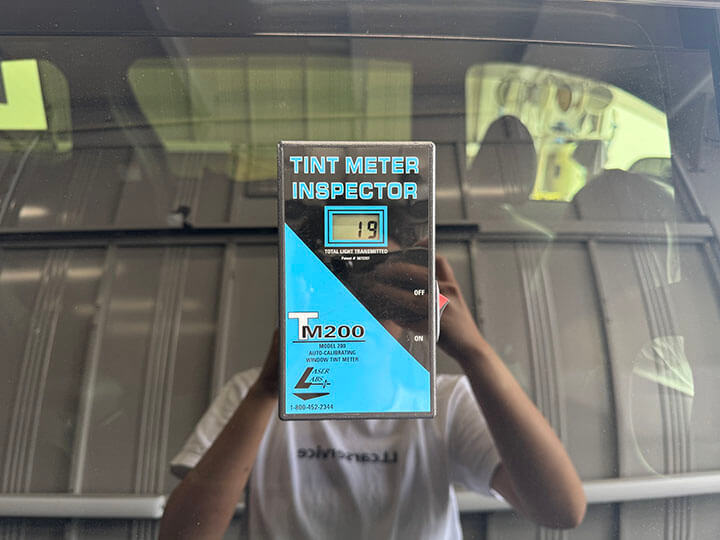 TINT METER
INSPECTOR
19
TOTAL LIGHT TRANSMITTED
OFF
TM200
ON
MODEL 200
AUTO-CALIBRATING
WINDOW TINT METER
LASER
LABS
1-800-452-2344
LLcarservice